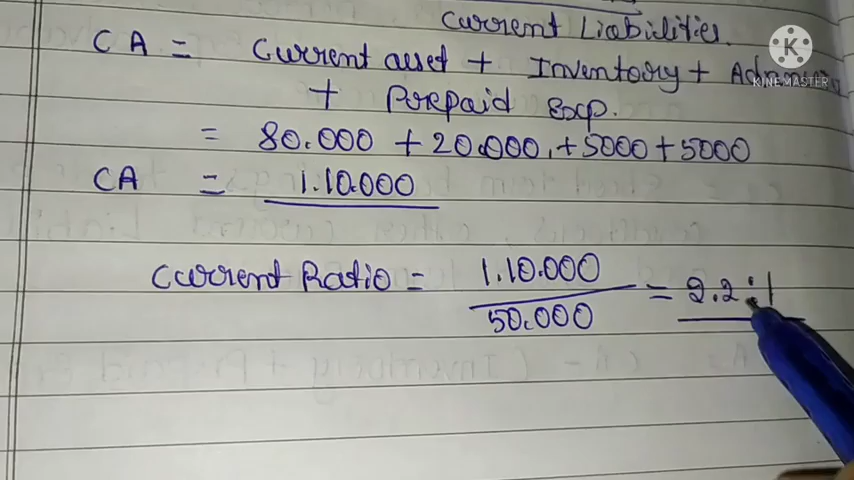 Current Liabilities.
CA = Current asset + Inventory + Advance
+ Prepaid Exp.
= 80.000 + 20.000 + 5000 + 5000
CA = 1.10.000
Current Ratio = 1.10.000 / 50.000 = 2.2:1
K
KINEMASTER